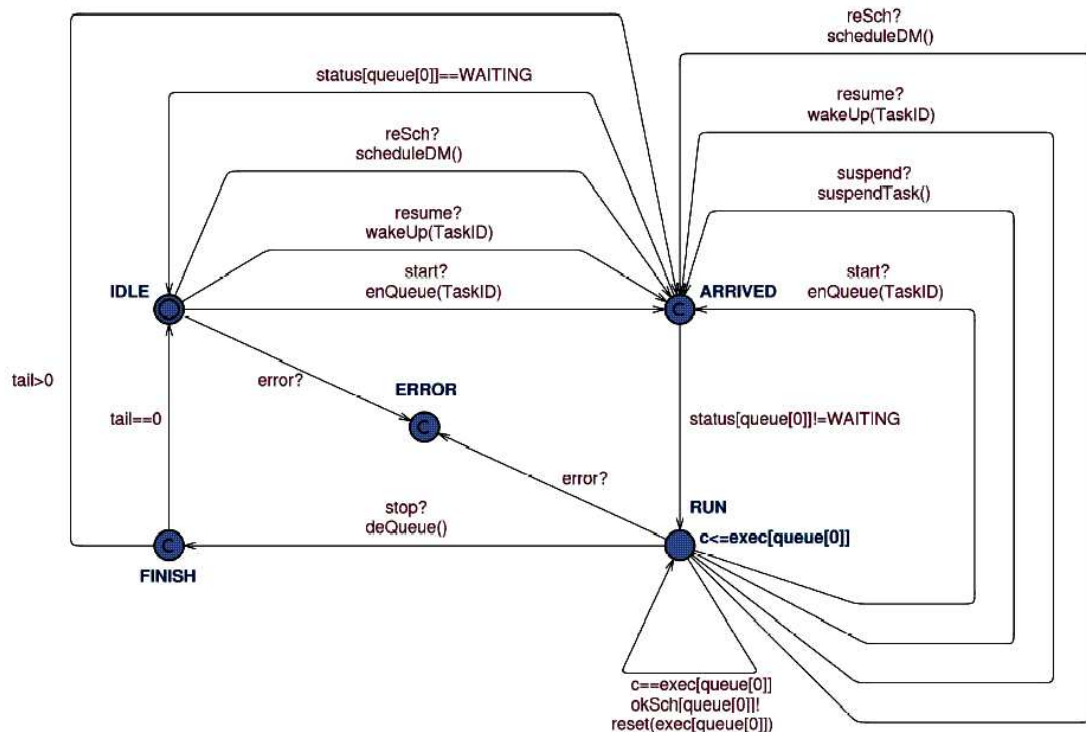 reSch?
scheduleDM()
status[queue[0]]==WAITING
resume?
wakeUp(TaskID)
reSch?
scheduleDM()
suspend?
suspendTask()
resume?
wakeUp(TaskID)
start?
enQueue(TaskID)
start?
enQueue(TaskID)
IDLE
ARRIVED
C
tail>0
error?
ERROR
tail==0
C
status[queue[0]]!=WAITING
error?
stop?
deQueue()
RUN
c<=exec[queue[0]]
C
FINISH
c==exec[queue[0]]
okSch[queue[0]]!
reset(exec[queue[0]])